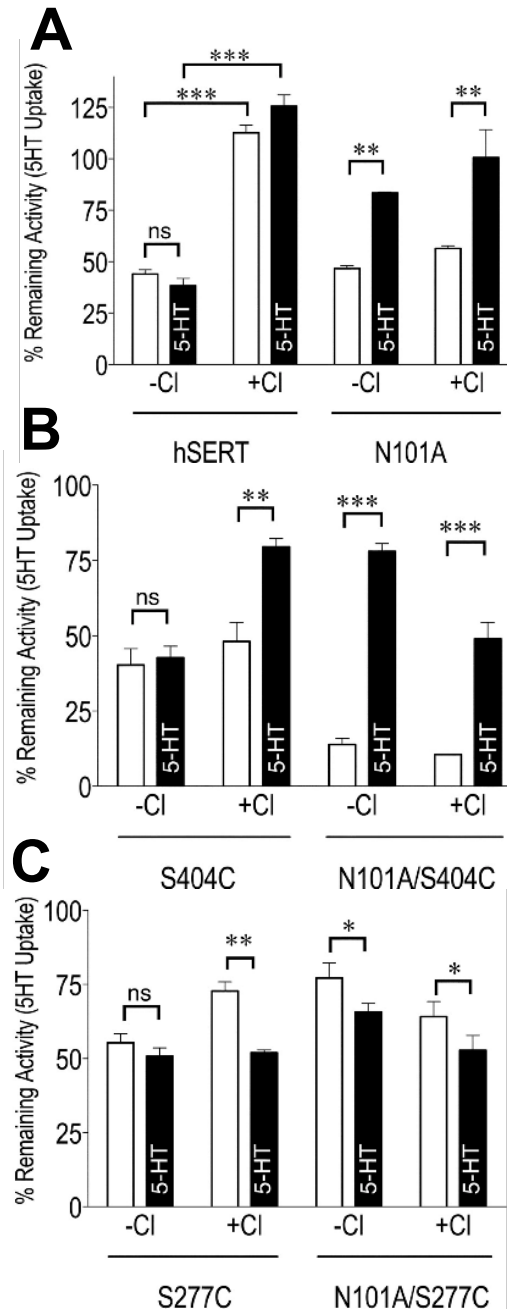 A
% Remaining Activity (5HT Uptake)
125
100
75
50
25
0
***
***
ns
**
**
5-HT
5-HT
5-HT
5-HT
-Cl
+Cl
-Cl
+Cl
hSERT
N101A
B
% Remaining Activity (5HT Uptake)
100
75
50
25
0
ns
**
***
***
5-HT
5-HT
5-HT
5-HT
-Cl
+Cl
-Cl
+Cl
S404C
N101A/S404C
C
% Remaining Activity (5HT Uptake)
100
75
50
25
0
ns
**
*
*
5-HT
5-HT
5-HT
5-HT
-Cl
+Cl
-Cl
+Cl
S277C
N101A/S277C